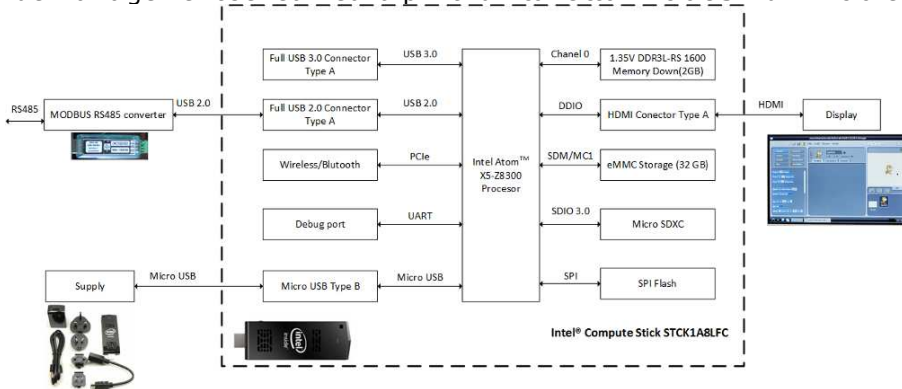 Full USB 3.0 Connector
Type A
USB 3.0
Chanel 0
1.35V DDR3L-RS 1600
Memory Down(2GB)
RS485
MODBUS RS485 converter
USB 2.0
Full USB 2.0 Connector
Type A
USB 2.0
DDIO
HDMI Conector Type A
HDMI
Display
Wireless/Blutooth
PCIe
Intel Atom™
X5-Z8300
Procesor
SDM/MC1
eMMC Storage (32 GB)
Debug port
UART
SDIO 3.0
Micro SDXC
Supply
Micro USB
Micro USB Type B
Micro USB
SPI
SPI Flash
Intel® Compute Stick STCK1A8LFC
intel
inside